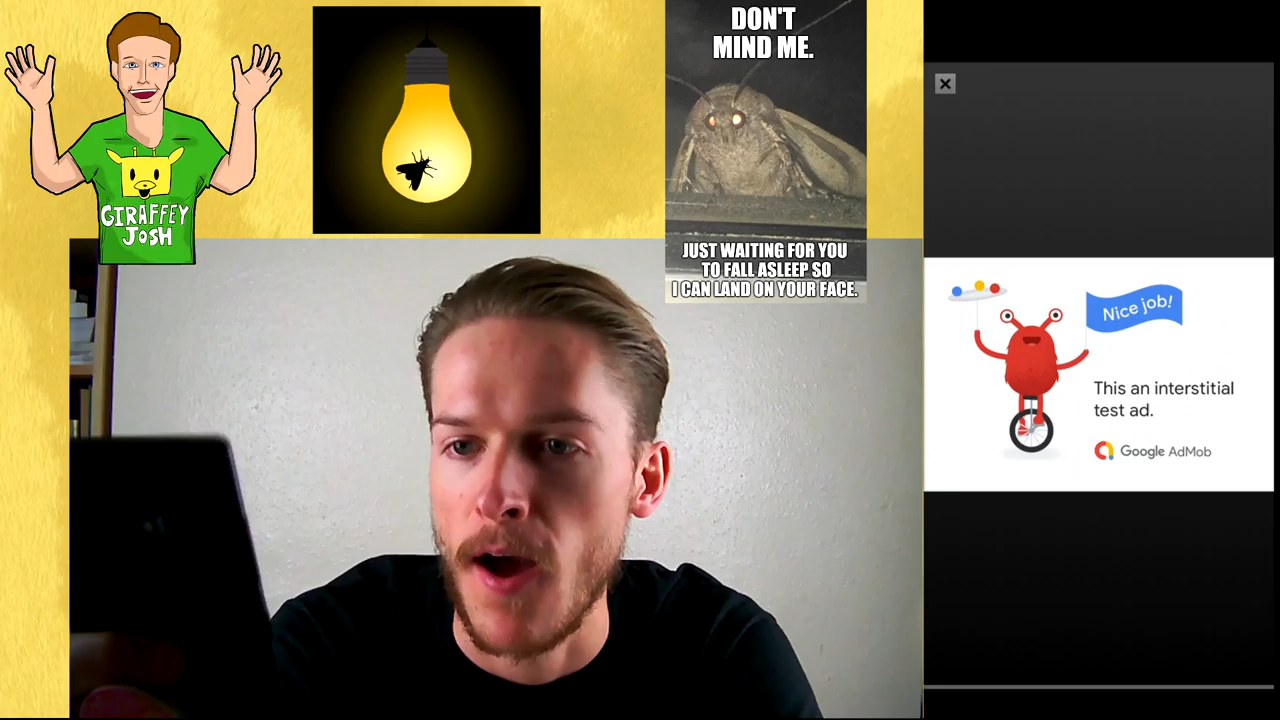 GIRAFFEY
JOSH
DON'T
MIND ME.
JUST WAITING FOR YOU
TO FALL ASLEEP SO
I CAN LAND ON YOUR FACE.
Nice job!
This an interstitial
test ad.
Google AdMob